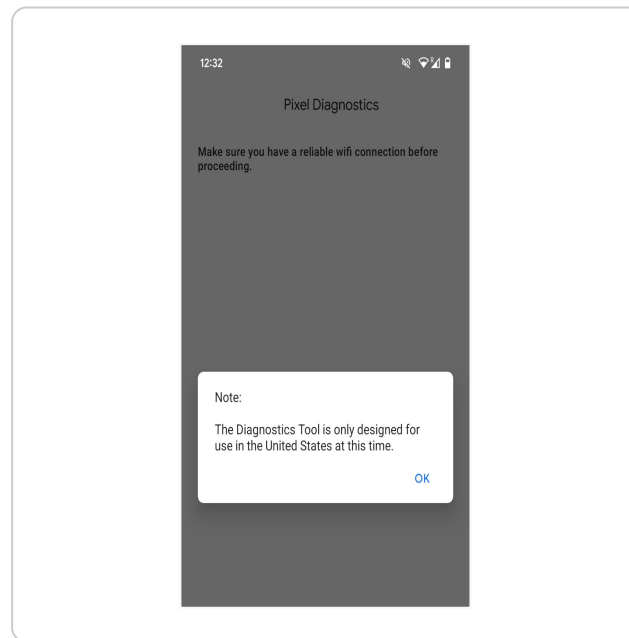 12:32
Pixel Diagnostics
Make sure you have a reliable wifi connection before
proceeding.
Note:
The Diagnostics Tool is only designed for
use in the United States at this time.
OK